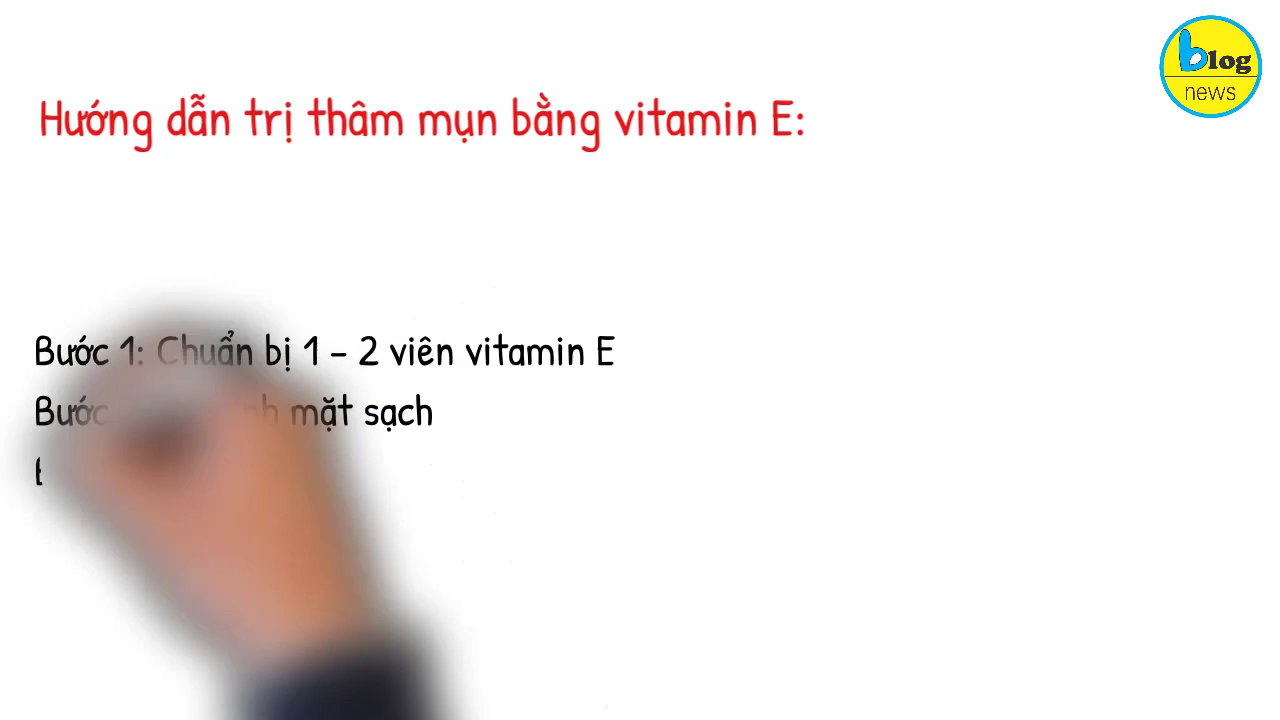 blog
news
Hướng dẫn trị thâm mụn bằng vitamin E:
Bước 1: Chuẩn bị 1 - 2 viên vitamin E
Bước mặt sạch